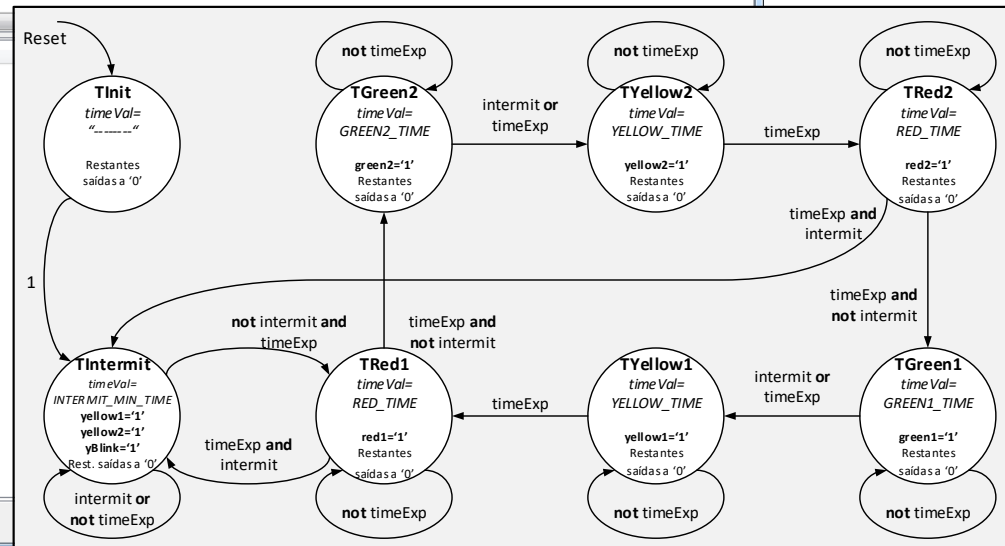 Reset
TInit
timeVal=
“-------“
Restantes
saídas a ‘0’
1
not timeExp
TGreen2
timeVal=
GREEN2_TIME
green2=‘1’
Restantes
saídas a ‘0’
intermit or
timeExp
not timeExp
TYellow2
timeVal=
YELLOW_TIME
yellow2=‘1’
Restantes
saídas a ‘0’
timeExp
not timeExp
TRed2
timeVal=
RED_TIME
red2=‘1’
Restantes
saídas a ‘0’
timeExp and
intermit
timeExp and
not intermit
not intermit and
timeExp
timeExp and
not intermit
TIntermit
timeVal=
INTERMIT_MIN_TIME
yellow1=‘1’
yellow2=‘1’
yBlink=‘1’
Rest. saídas a ‘0’
intermit or
not timeExp
timeExp and
intermit
TRed1
timeVal=
RED_TIME
red1=‘1’
Restantes
saídas a ‘0’
not timeExp
timeExp
TYellow1
timeVal=
YELLOW_TIME
yellow1=‘1’
Restantes
saídas a ‘0’
not timeExp
intermit or
timeExp
TGreen1
timeVal=
GREEN1_TIME
green1=‘1’
Restantes
saídas a ‘0’
not timeExp